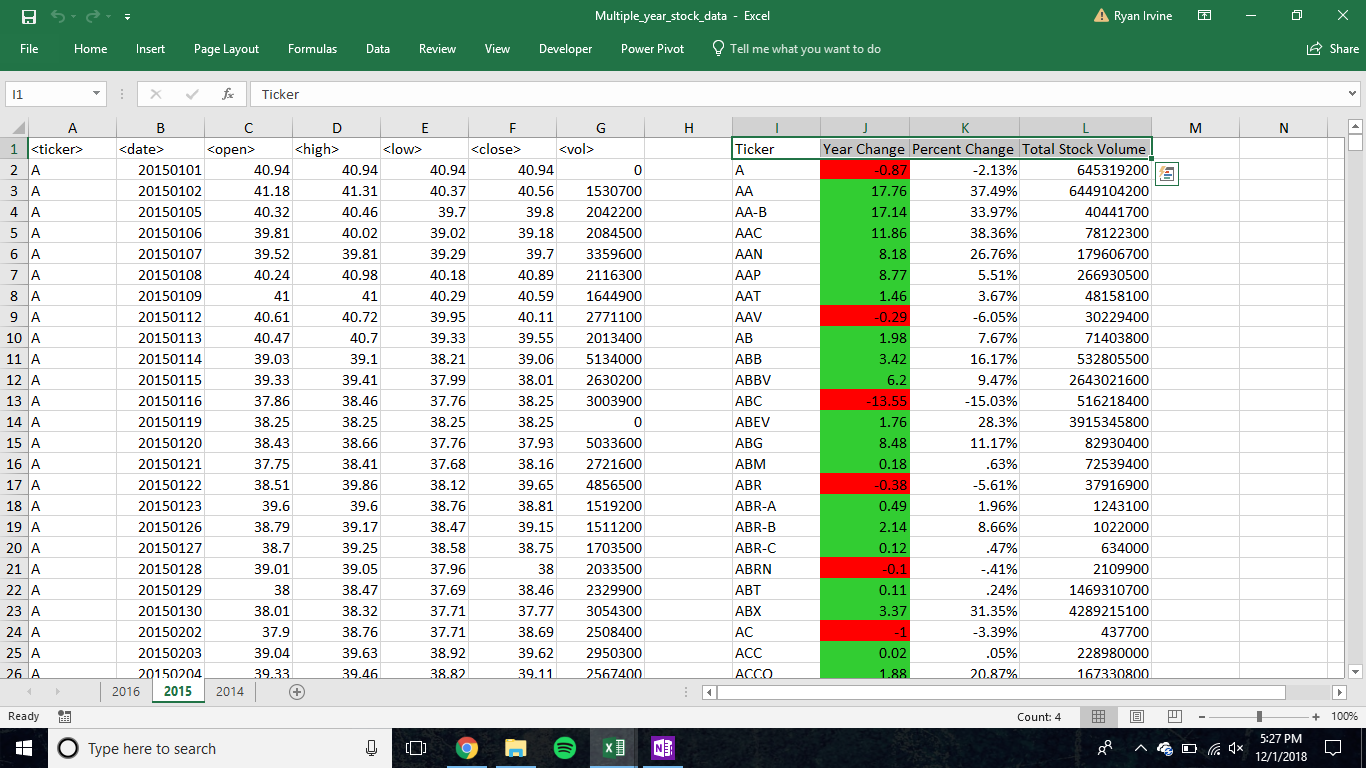 Multiple_year_stock_data - Excel
Ryan Irvine
File Home Insert Page Layout Formulas Data Review View Developer Power Pivot Tell me what you want to do Share
I1 fx Ticker
A B C D E F G H I J K L M N
1 <ticker> <date> <open> <high> <low> <close> <vol> Ticker Year Change Percent Change Total Stock Volume
2 A 20150101 40.94 40.94 40.94 40.94 0 A -0.87 -2.13% 645319200
3 A 20150102 41.18 41.31 40.37 40.56 1530700 AA 17.76 37.49% 6449104200
4 A 20150105 40.32 40.46 39.7 39.8 2042200 AA-B 17.14 33.97% 40441700
5 A 20150106 39.81 40.02 39.02 39.18 2084500 AAC 11.86 38.36% 78122300
6 A 20150107 39.52 39.81 39.29 39.7 3359600 AAN 8.18 26.76% 179606700
7 A 20150108 40.24 40.98 40.18 40.89 2116300 AAP 8.77 5.51% 266930500
8 A 20150109 41 41 40.29 40.59 1644900 AAT 1.46 3.67% 48158100
9 A 20150112 40.61 40.72 39.95 40.11 2771100 AAV -0.29 -6.05% 30229400
10 A 20150113 40.47 40.7 39.33 39.55 2013400 AB 1.98 7.67% 71403800
11 A 20150114 39.03 39.1 38.21 39.06 5134000 ABB 3.42 16.17% 532805500
12 A 20150115 39.33 39.41 37.99 38.01 2630200 ABBV 6.2 9.47% 2643021600
13 A 20150116 37.86 38.46 37.76 38.25 3003900 ABC -13.55 -15.03% 516218400
14 A 20150119 38.25 38.25 38.25 38.25 0 ABEV 1.76 28.3% 3915345800
15 A 20150120 38.43 38.66 37.76 37.93 5033600 ABG 8.48 11.17% 82930400
16 A 20150121 37.75 38.41 37.68 38.16 2721600 ABM 0.18 .63% 72539400
17 A 20150122 38.51 39.86 38.12 39.65 4856500 ABR -0.38 -5.61% 37916900
18 A 20150123 39.6 39.6 38.76 38.81 1519200 ABR-A 0.49 1.96% 1243100
19 A 20150126 38.79 39.17 38.47 39.15 1511200 ABR-B 2.14 8.66% 1022000
20 A 20150127 38.7 39.25 38.58 38.75 1703500 ABR-C 0.12 .47% 634000
21 A 20150128 39.01 39.05 37.96 38 2033500 ABRN -0.1 -.41% 2109900
22 A 20150129 38 38.47 37.69 38.46 2329900 ABT 0.11 .24% 1469310700
23 A 20150130 38.01 38.32 37.71 37.77 3054300 ABX 3.37 31.35% 4289215100
24 A 20150202 37.9 38.76 37.71 38.69 2508400 AC -1 -3.39% 437700
25 A 20150203 39.04 39.63 38.92 39.62 2950300 ACC 0.02 .05% 228980000
26 A 20150204 39.33 39.46 38.82 39.11 2567400 ACCO 1.88 20.87% 167330800
2016 2015 2014
Ready Count: 4 100%
Type here to search
5:27 PM
12/1/2018